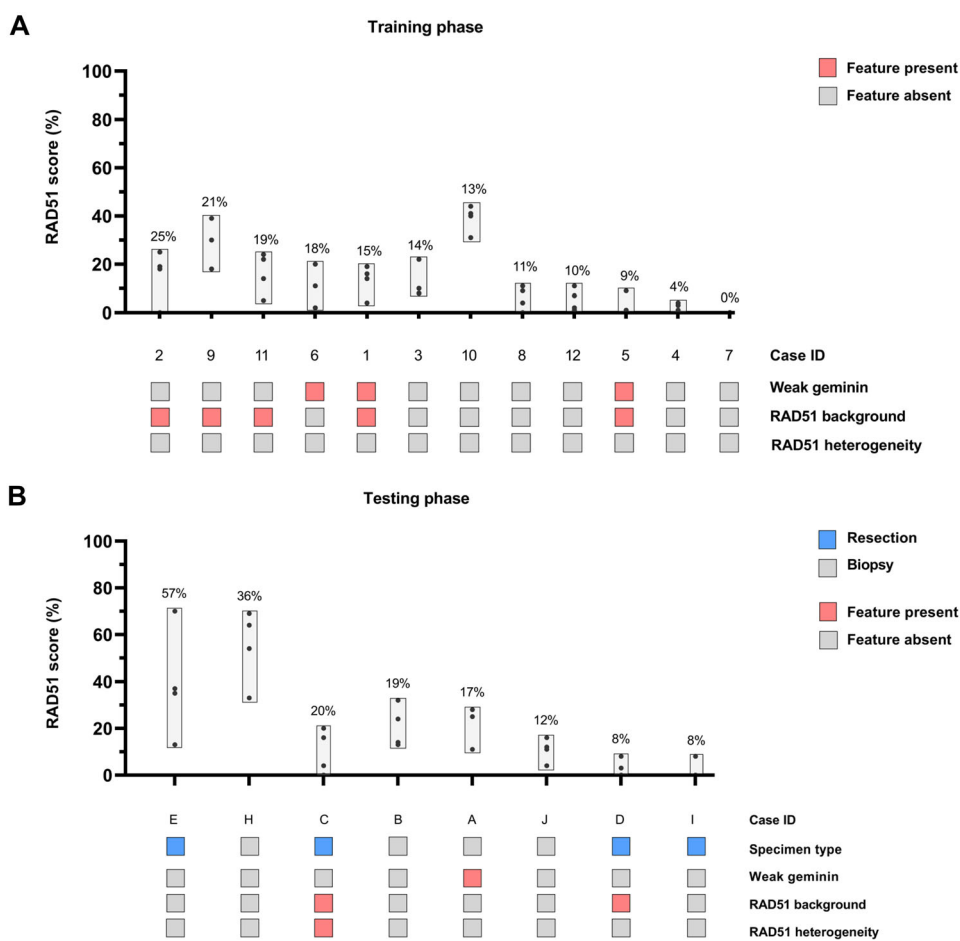 A
Training phase
Feature present
Feature absent
RAD51 score (%)
100
80
60
40
20
0
25%
21%
19%
18%
15%
14%
13%
11%
10%
9%
4%
0%
2 9 11 6 1 3 10 8 12 5 4 7 Case ID
Weak geminin
RAD51 background
RAD51 heterogeneity
B
Testing phase
Resection
Biopsy
Feature present
Feature absent
RAD51 score (%)
100
80
60
40
20
0
57%
36%
20%
19%
17%
12%
8%
8%
E H C B A J D I Case ID
Specimen type
Weak geminin
RAD51 background
RAD51 heterogeneity